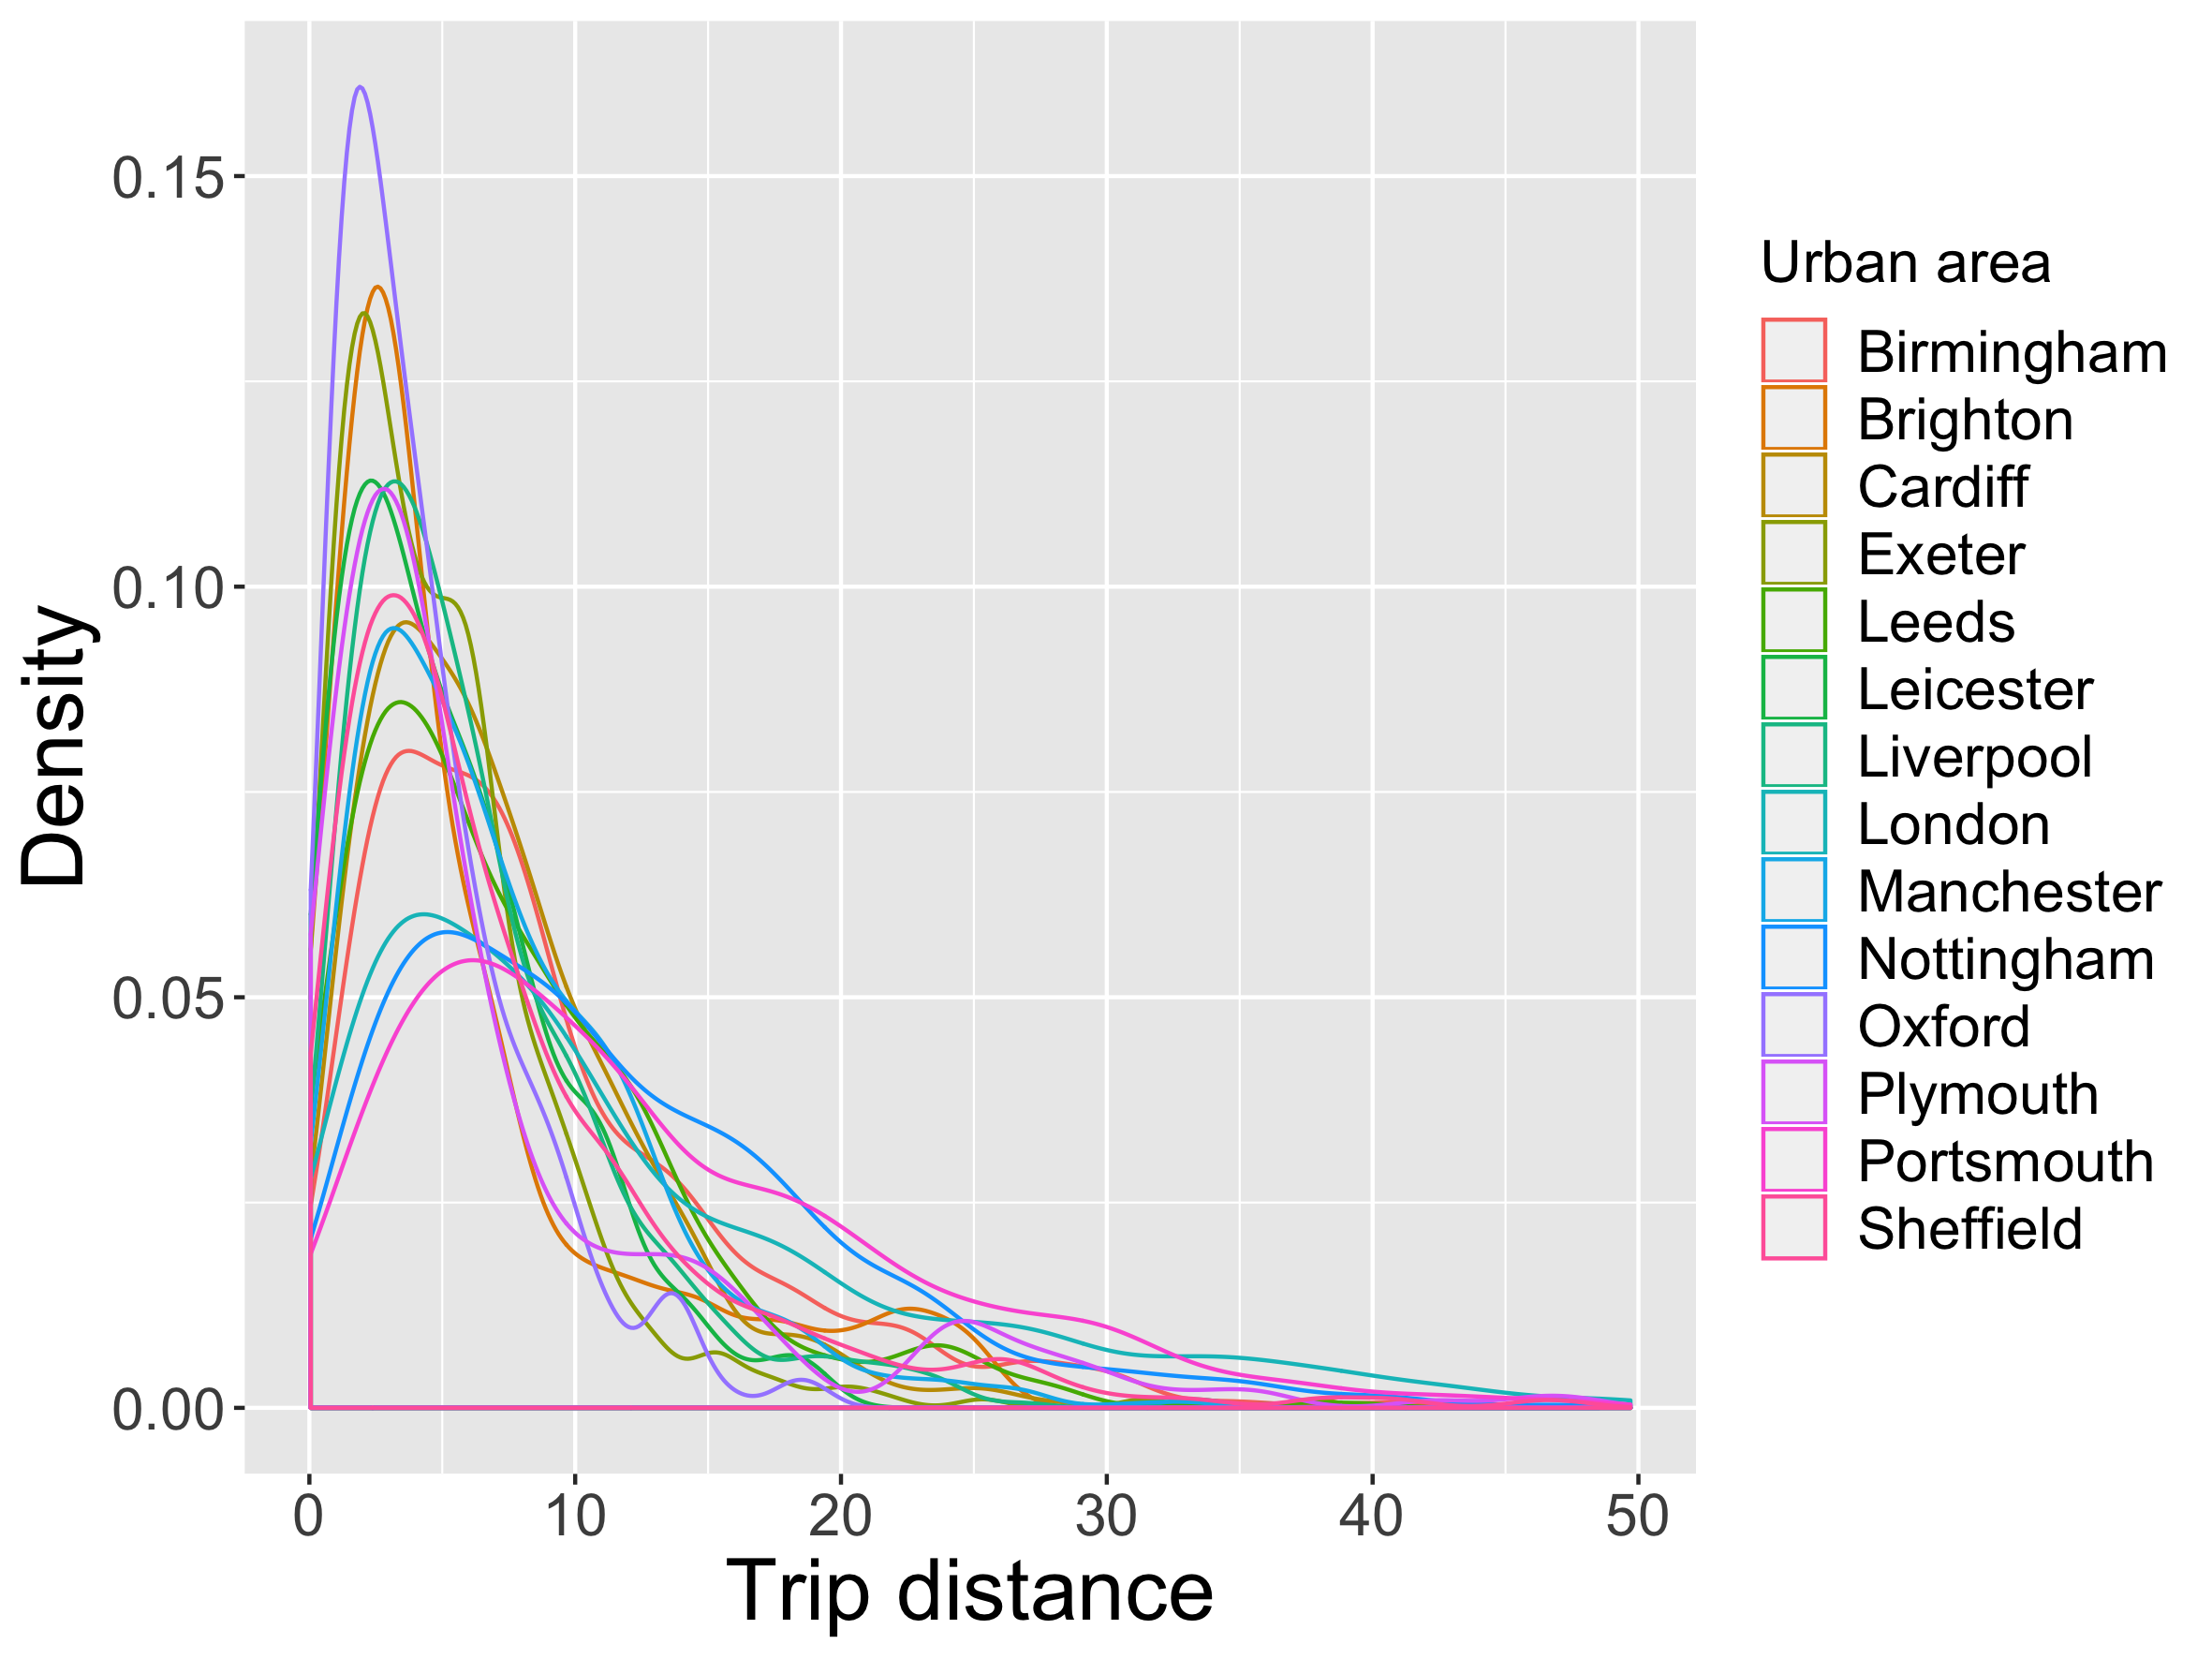 Density
0.15
0.10
0.05
0.00
0
10
20
30
40
50
Trip distance
Urban area
Birmingham
Brighton
Cardiff
Exeter
Leeds
Leicester
Liverpool
London
Manchester
Nottingham
Oxford
Plymouth
Portsmouth
Sheffield